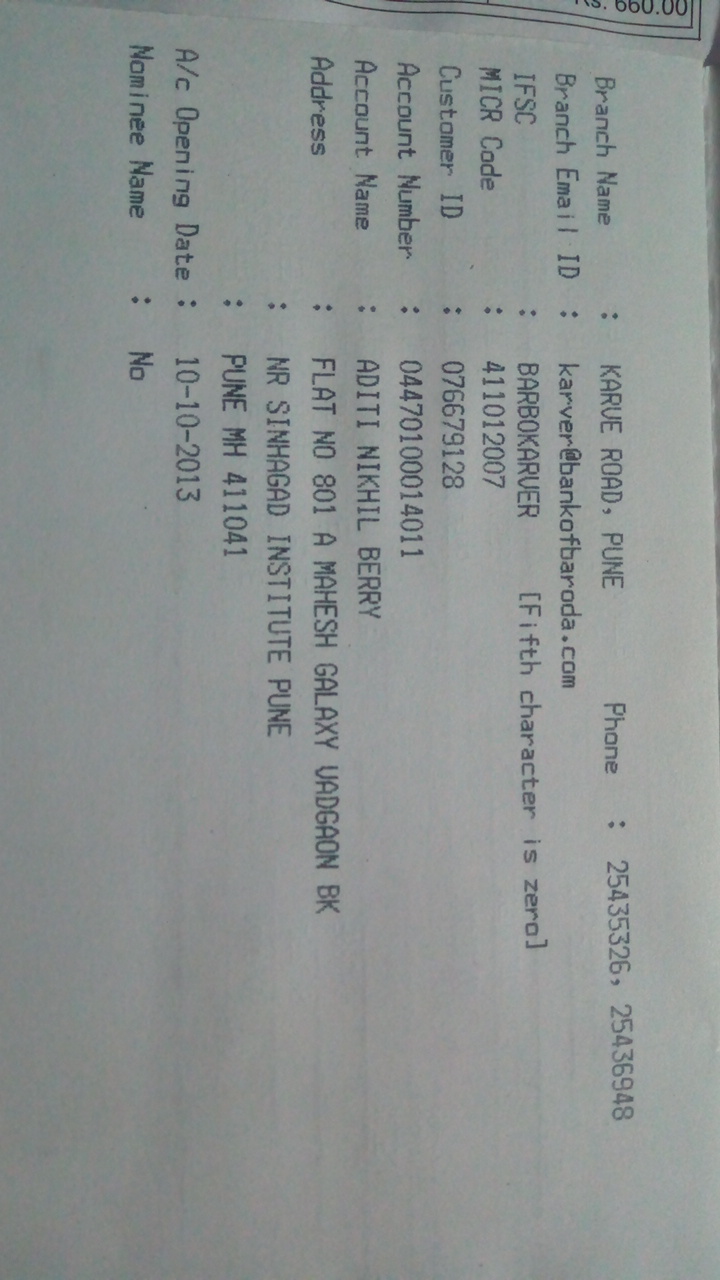 Rs. 660.00
Branch Name : KARVE ROAD, PUNE Phone : 25435326, 25436948
Branch Email ID : karver@bankofbaroda.com
IFSC : BARBOKARVER [Fifth character is zero]
MICR Code : 411012007
Customer ID : 076679128
Account Number : 04470100014011
Account Name : ADITI NIKHIL BERRY
Address : FLAT NO 801 A MAHESH GALAXY VADGAON BK
: NR SINHAGAD INSTITUTE PUNE
: PUNE MH 411041
A/c Opening Date : 10-10-2013
Nominee Name : No